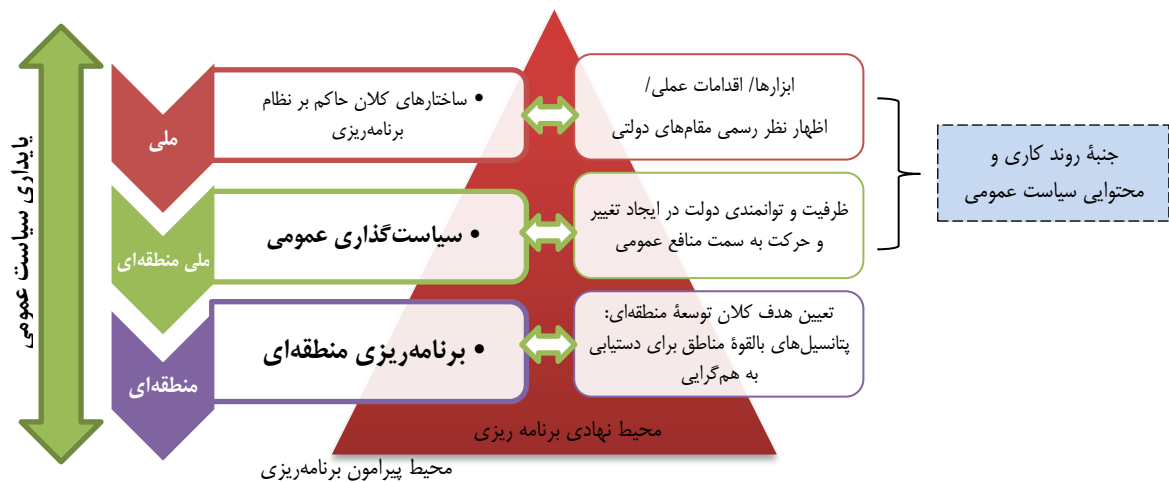 پایداری سیاست عمومی
ملی
• ساختارهای کلان حاکم بر نظام
برنامه‌ریزی
ابزارها/ اقدامات عملی/
اظهار نظر رسمی مقام‌های دولتی
ملی منطقه‌ای
• سیاست‌گذاری عمومی
ظرفیت و توانمندی دولت در ایجاد تغییر
و حرکت به سمت منافع عمومی
منطقه‌ای
• برنامه‌ریزی منطقه‌ای
تعیین هدف کلان توسعهٔ منطقه‌ای:
پتانسیل‌های بالقوهٔ مناطق برای دستیابی
به هم‌گرایی
جنبهٔ روند کاری و
محتوایی سیاست عمومی
محیط نهادی برنامه ریزی
محیط پیرامون برنامه‌ریزی